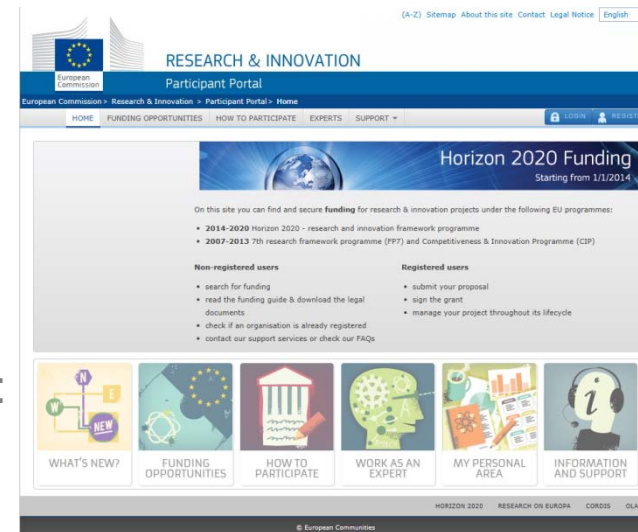 (A-Z) Sitemap About this site Contact Legal Notice English
European
Commission
RESEARCH & INNOVATION
Participant Portal
European Commission > Research & Innovation > Participant Portal > Home
HOME FUNDING OPPORTUNITIES HOW TO PARTICIPATE EXPERTS SUPPORT LOGIN REGIST
Horizon 2020 Funding
Starting from 1/1/2014
On this site you can find and secure funding for research & innovation projects under the following EU programmes:
• 2014-2020 Horizon 2020 - research and innovation framework programme
• 2007-2013 7th research framework programme (FP7) and Competitiveness & Innovation Programme (CIP)
Non-registered users
• search for funding
• read the funding guide & download the legal
documents
• check if an organisation is already registered
• contact our support services or check our FAQs
Registered users
• submit your proposal
• sign the grant
• manage your project throughout its lifecycle
N
E
W
NEW
Q
A
i
WHAT'S NEW?
FUNDING
OPPORTUNITIES
HOW TO
PARTICIPATE
WORK AS AN
EXPERT
MY PERSONAL
AREA
INFORMATION
AND SUPPORT
HORIZON 2020 RESEARCH ON EUROPA CORDIS OLA
© European Communities
: